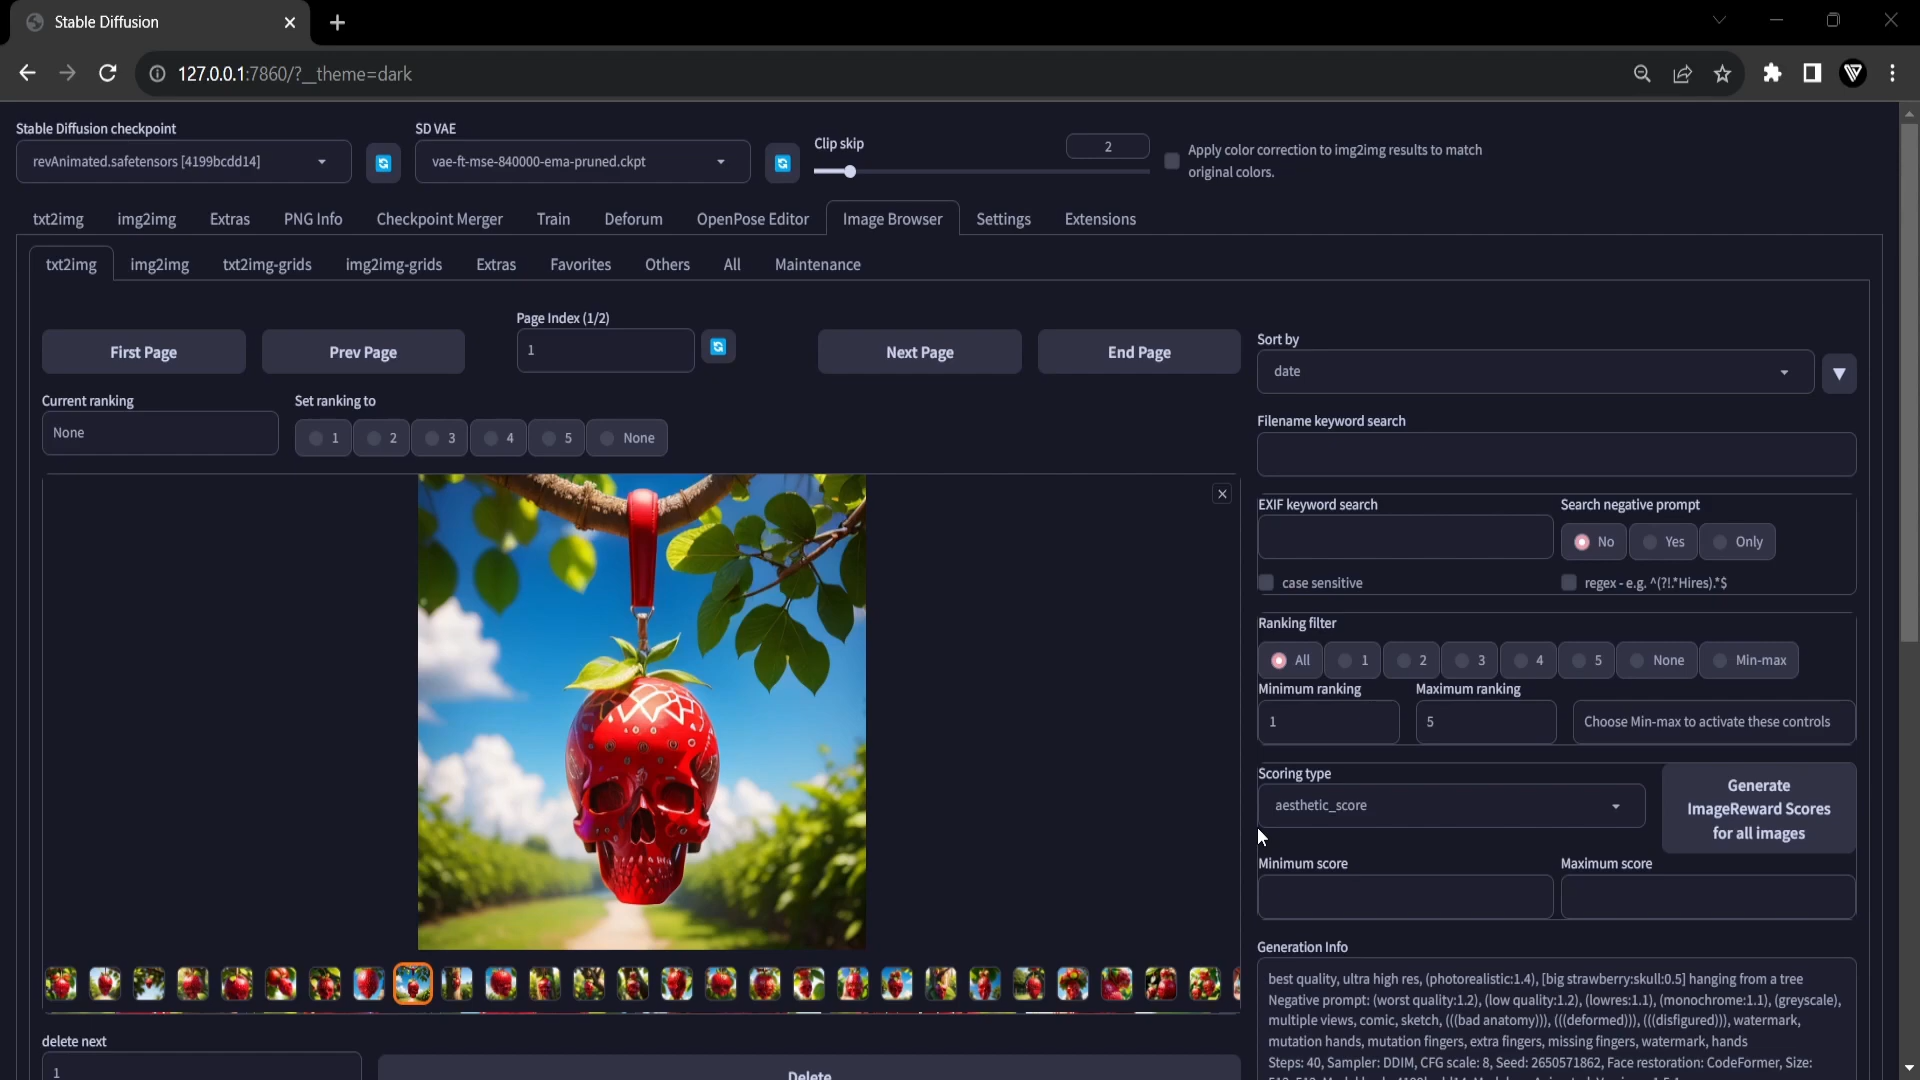 Stable Diffusion
127.0.0.1:7860/?__theme=dark
Stable Diffusion checkpoint
revAnimated.safetensors [4199bcdd14]
SD VAE
vae-ft-mse-840000-ema-pruned.ckpt
Clip skip
2
Apply color correction to img2img results to match
original colors.
txt2img img2img Extras PNG Info Checkpoint Merger Train Deforum OpenPose Editor Image Browser Settings Extensions
txt2img img2img txt2img-grids img2img-grids Extras Favorites Others All Maintenance
First Page
Prev Page
Page Index (1/2)
1
Next Page
End Page
Current ranking
None
Set ranking to
1 2 3 4 5 None
Sort by
date
Filename keyword search
EXIF keyword search
Search negative prompt
No Yes Only
case sensitive
regex - e.g. ^(?!.*Hires).*$
Ranking filter
All 1 2 3 4 5 None Min-max
Minimum ranking
1
Maximum ranking
5
Choose Min-max to activate these controls
Scoring type
aesthetic_score
Generate
ImageReward Scores
for all images
Minimum score
Maximum score
Generation Info
best quality, ultra high res, (photorealistic:1.4), [big strawberry:skull:0.5] hanging from a tree
Negative prompt: (worst quality:1.2), (low quality:1.2), (lowres:1.1), (monochrome:1.1), (greyscale),
multiple views, comic, sketch, (((bad anatomy))), (((deformed))), (((disfigured))), watermark,
mutation hands, mutation fingers, extra fingers, missing fingers, watermark, hands
Steps: 40, Sampler: DDIM, CFG scale: 8, Seed: 2650571862, Face restoration: CodeFormer, Size:
delete next
1
Delete